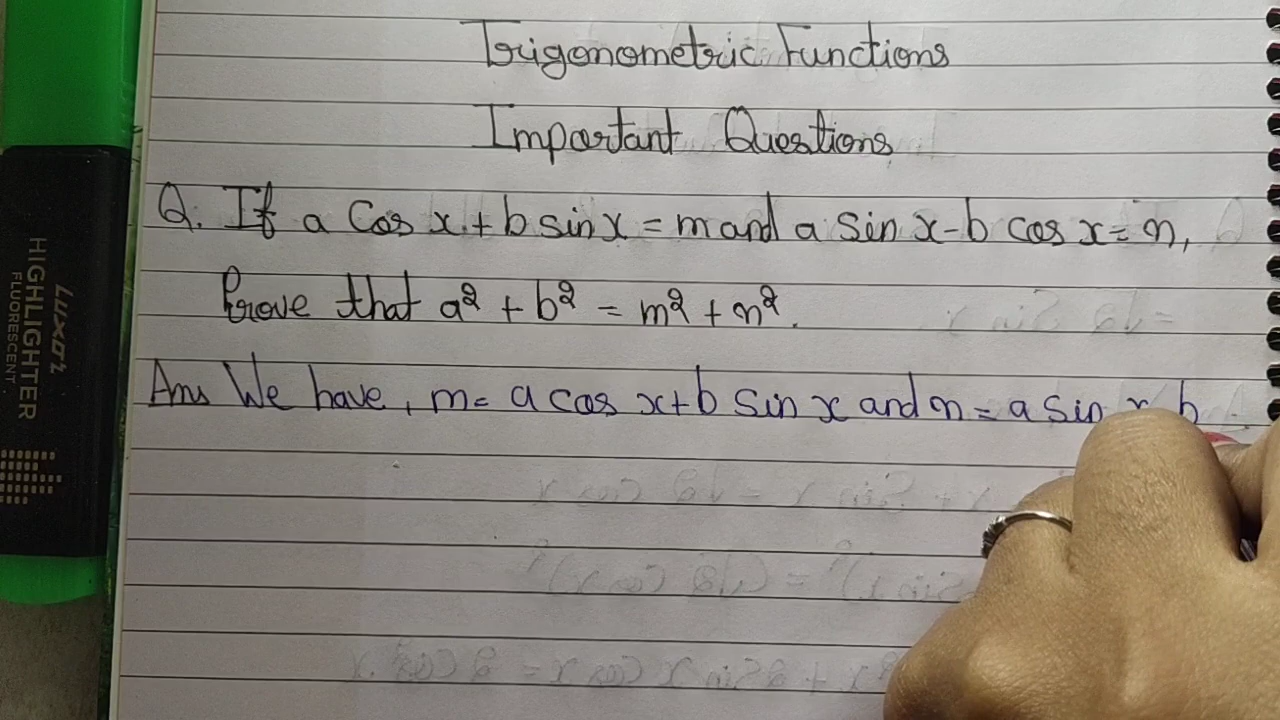 Trigonometric Functions
Important Questions
Q. If a Cos x + b sin x = m and a sin x - b cos x = n,
Prove that a² + b² = m² + n².
Ans We have, m = a cos x + b sin x and n = a sin x b
LUXOR
HIGHLIGHTER
FLUORESCENT